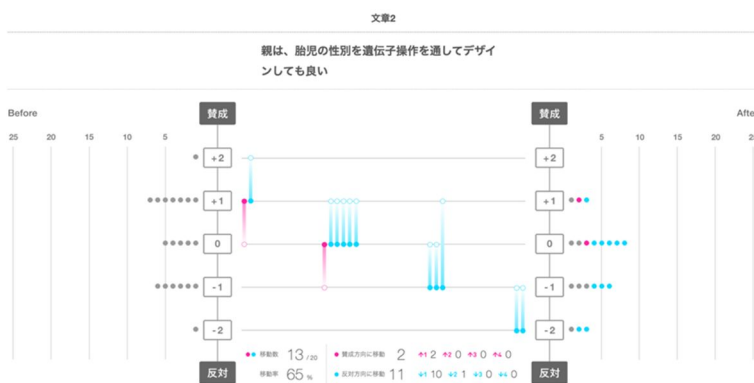 文章2
親は、胎児の性別を遺伝子操作を通してデザイ
ンしても良い
Before 賛成 賛成 Afte
25 20 15 10 5 5 10 15 20 2
+2 +2
+1 +1
0 0
-1 -1
-2 -2
移動数 13 /20 賛成方向に移動 2 ↑1 2 ↑2 0 ↑3 0 ↑4 0
反対 移動率 65 % 反対方向に移動 11 ↓1 10 ↓2 1 ↓3 0 ↓4 0 反対